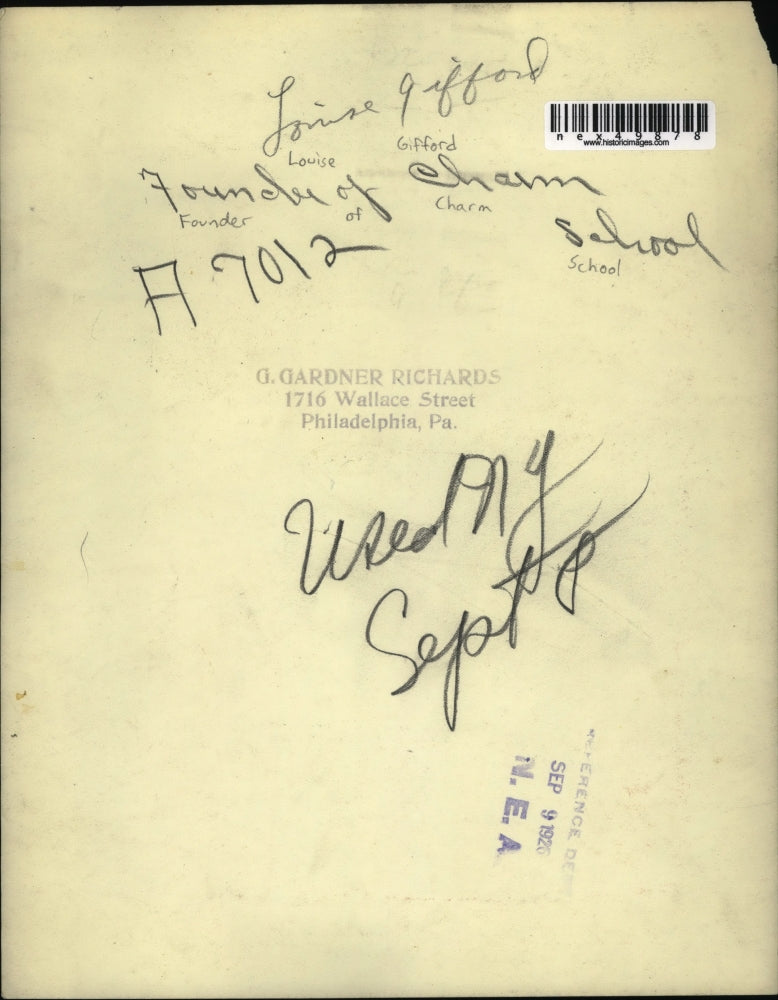 Louise Gifford
nex49878
www.historicimages.com
Louise Gifford
Founder of Charm
Founder of Charm
School
School
A 7012
G. GARDNER RICHARDS
1716 Wallace Street
Philadelphia, Pa.
Used NY
Sept 8
REFERENCE
SEP 9 1926
N. E. A